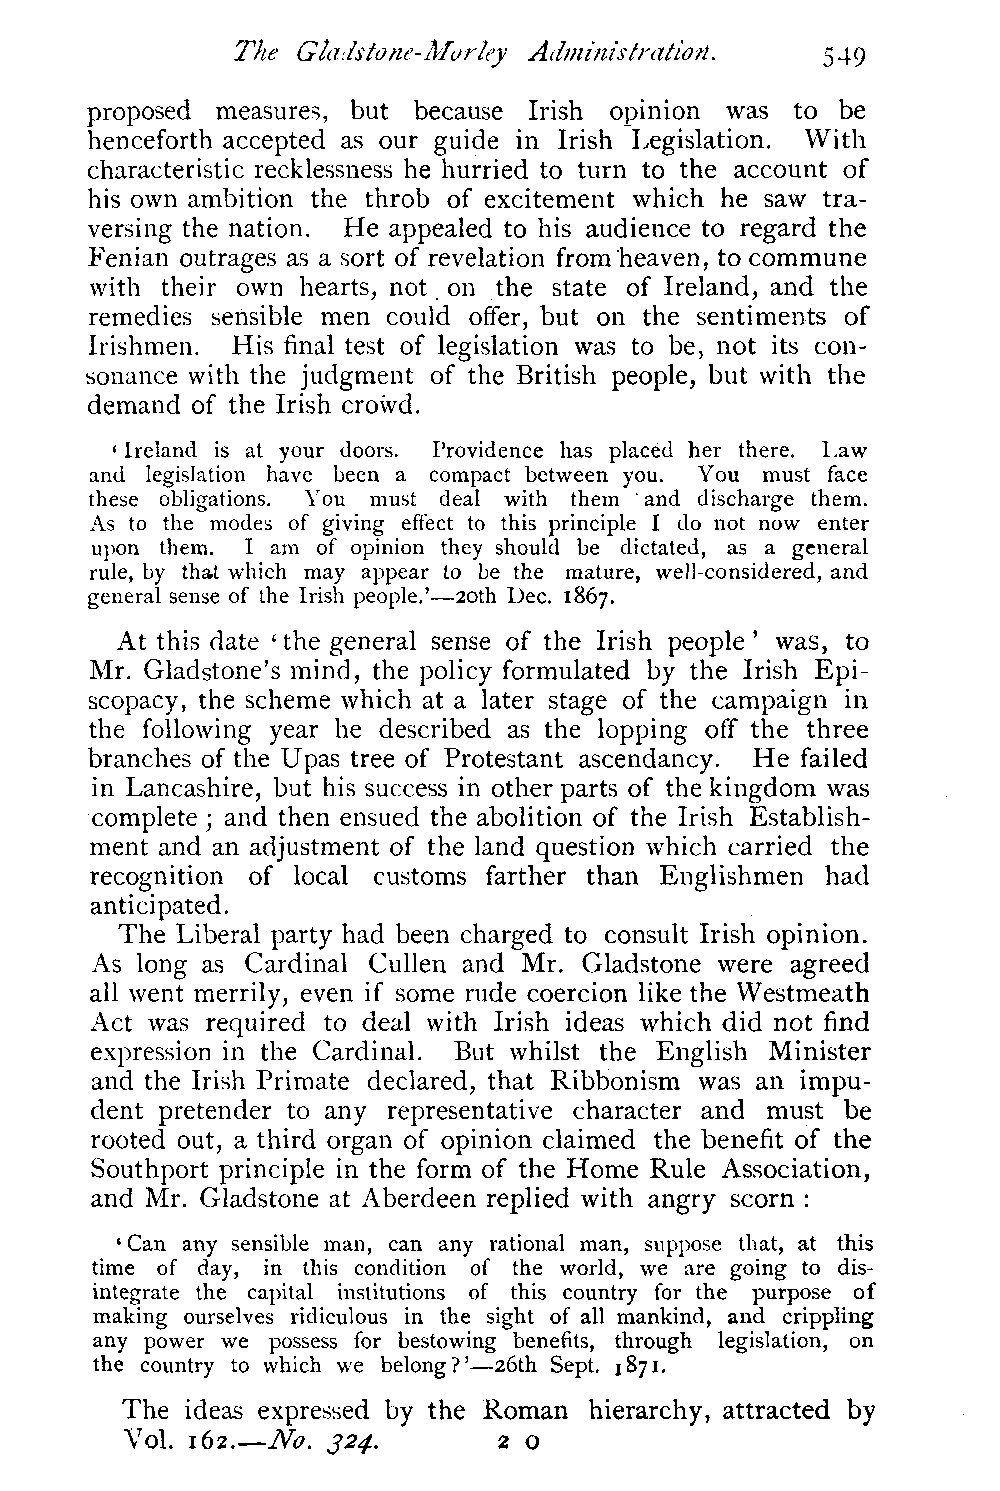 The Gladstone-Morley Administration. 549
proposed measures, but because Irish opinion was to be
henceforth accepted as our guide in Irish Legislation. With
characteristic recklessness he hurried to turn to the account of
his own ambition the throb of excitement which he saw tra-
versing the nation. He appealed to his audience to regard the
Fenian outrages as a sort of revelation from heaven, to commune
with their own hearts, not on the state of Ireland, and the
remedies sensible men could offer, but on the sentiments of
Irishmen. His final test of legislation was to be, not its con-
sonance with the judgment of the British people, but with the
demand of the Irish crowd.
‘Ireland is at your doors. Providence has placed her there. Law
and legislation have been a compact between you. You must face
these obligations. You must deal with them and discharge them.
As to the modes of giving effect to this principle I do not now enter
upon them. I am of opinion they should be dictated, as a general
rule, by that which may appear to be the mature, well-considered, and
general sense of the Irish people.’—20th Dec. 1867.
At this date ‘the general sense of the Irish people’ was, to
Mr. Gladstone's mind, the policy formulated by the Irish Epi-
scopacy, the scheme which at a later stage of the campaign in
the following year he described as the lopping off the three
branches of the Upas tree of Protestant ascendancy. He failed
in Lancashire, but his success in other parts of the kingdom was
complete; and then ensued the abolition of the Irish Establish-
ment and an adjustment of the land question which carried the
recognition of local customs farther than Englishmen had
anticipated.
The Liberal party had been charged to consult Irish opinion.
As long as Cardinal Cullen and Mr. Gladstone were agreed
all went merrily, even if some rude coercion like the Westmeath
Act was required to deal with Irish ideas which did not find
expression in the Cardinal. But whilst the English Minister
and the Irish Primate declared, that Ribbonism was an impu-
dent pretender to any representative character and must be
rooted out, a third organ of opinion claimed the benefit of the
Southport principle in the form of the Home Rule Association,
and Mr. Gladstone at Aberdeen replied with angry scorn :
‘Can any sensible man, can any rational man, suppose that, at this
time of day, in this condition of the world, we are going to dis-
integrate the capital institutions of this country for the purpose of
making ourselves ridiculous in the sight of all mankind, and crippling
any power we possess for bestowing benefits, through legislation, on
the country to which we belong?’—26th Sept. 1871.
The ideas expressed by the Roman hierarchy, attracted by
Vol. 162.—No. 324. 2 O